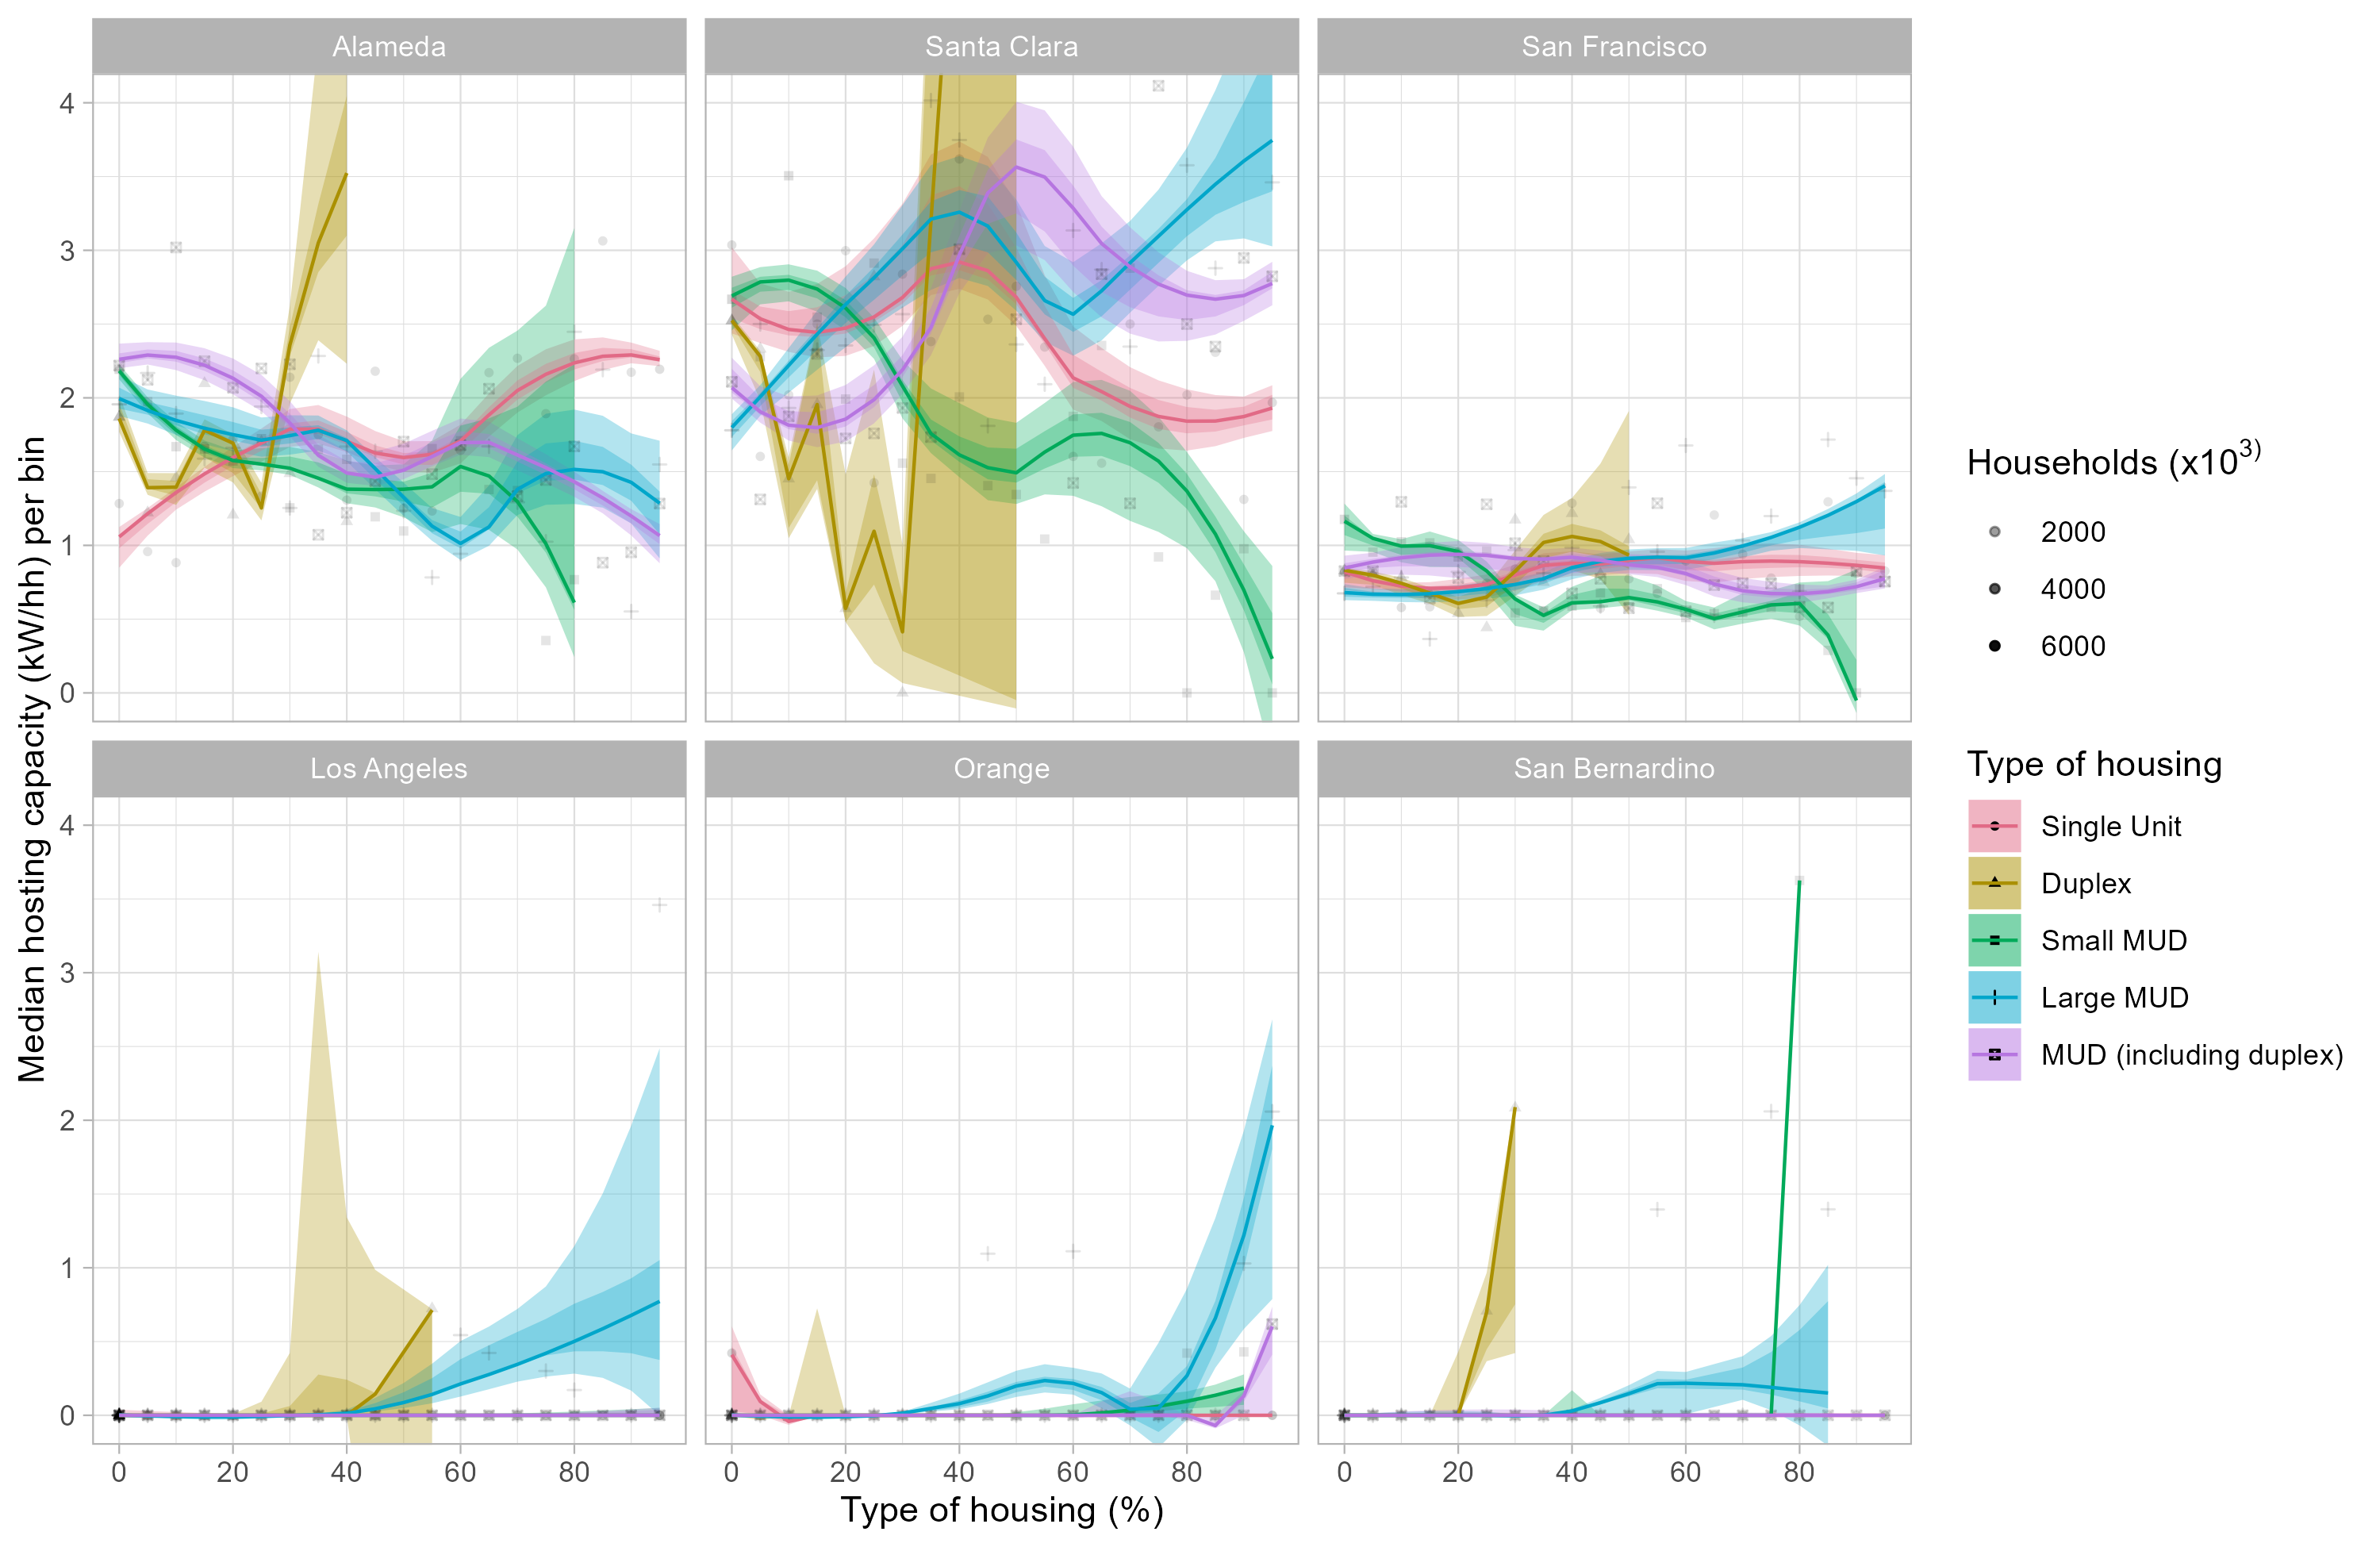 Alameda
Santa Clara
San Francisco
4
3
2
1
0
Los Angeles
Orange
San Bernardino
4
3
2
1
0
0 20 40 60 80
0 20 40 60 80
0 20 40 60 80
Type of housing (%)
Median hosting capacity (kW/hh) per bin
Households (x10³⁾
2000
4000
6000
Type of housing
Single Unit
Duplex
Small MUD
Large MUD
MUD (including duplex)